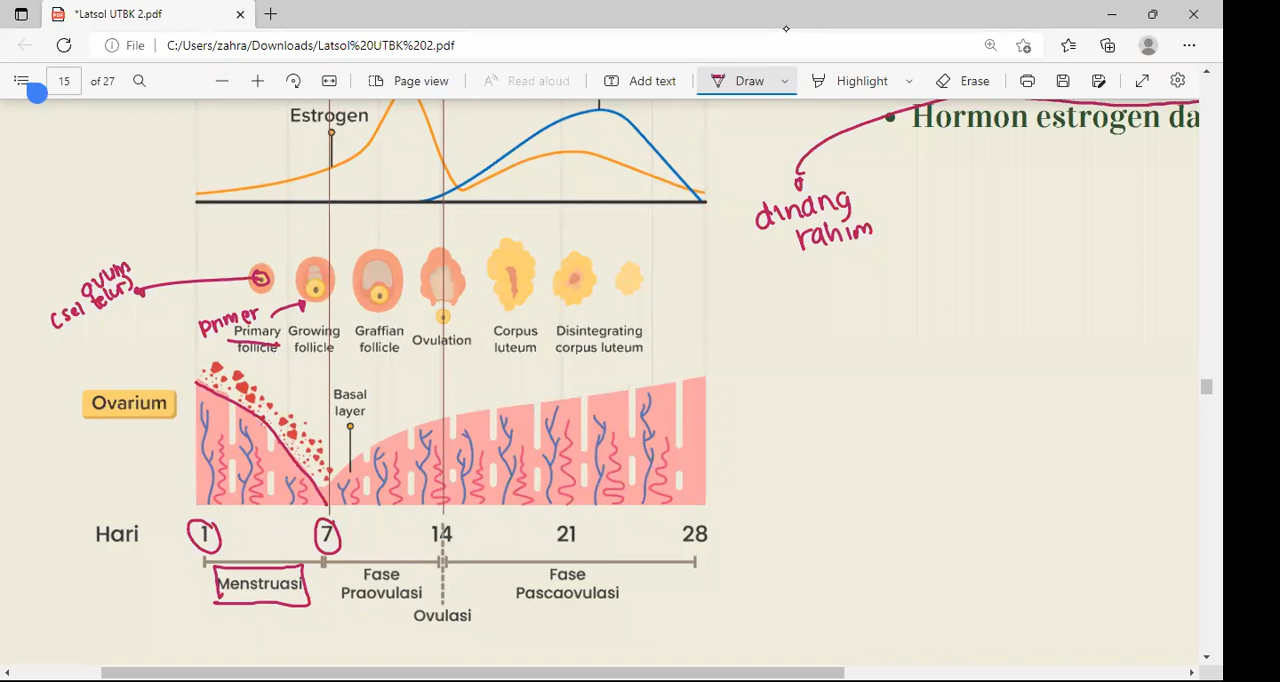 *Latsol UTBK 2.pdf
File
C:/Users/zahra/Downloads/Latsol%20UTBK%202.pdf
15 of 27
Page view
Read aloud
Add text
Draw
Highlight
Erase
Estrogen
• Hormon estrogen da
dinang
rahim
ovum
(sel telur)
primer
Primary
follicle
Growing
follicle
Graffian
follicle
Ovulation
Corpus
luteum
Disintegrating
corpus luteum
Basal
layer
Ovarium
Hari 1 7 14 21 28
Menstruasi
Fase
Praovulasi
Fase
Pascaovulasi
Ovulasi